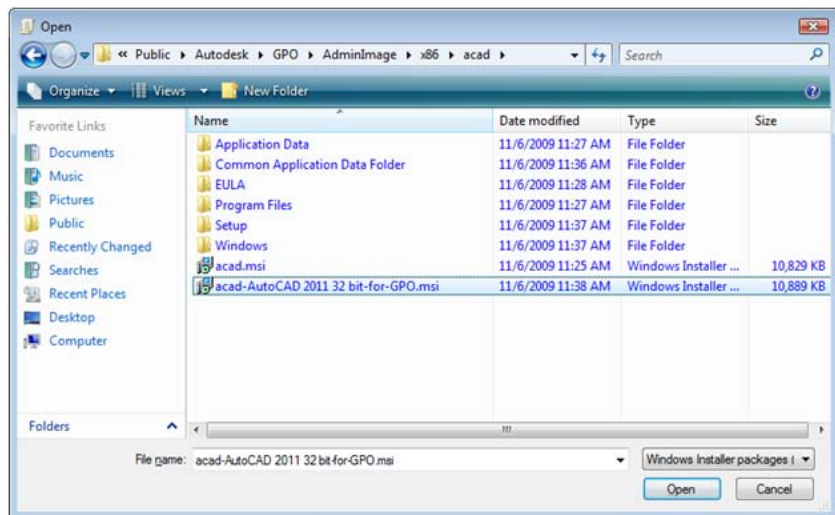 Open
« Public ▸ Autodesk ▸ GPO ▸ AdminImage ▸ x86 ▸ acad ▸ Search
Organize Views New Folder
Favorite Links
Documents
Music
Pictures
Public
Recently Changed
Searches
Recent Places
Desktop
Computer
Folders
Name Date modified Type Size
Application Data 11/6/2009 11:27 AM File Folder
Common Application Data Folder 11/6/2009 11:36 AM File Folder
EULA 11/6/2009 11:28 AM File Folder
Program Files 11/6/2009 11:27 AM File Folder
Setup 11/6/2009 11:37 AM File Folder
Windows 11/6/2009 11:37 AM File Folder
acad.msi 11/6/2009 11:25 AM Windows Installer ... 10,829 KB
acad-AutoCAD 2011 32 bit-for-GPO.msi 11/6/2009 11:38 AM Windows Installer ... 10,889 KB
File name: acad-AutoCAD 2011 32 bit-for-GPO.msi Windows Installer packages (
Open Cancel